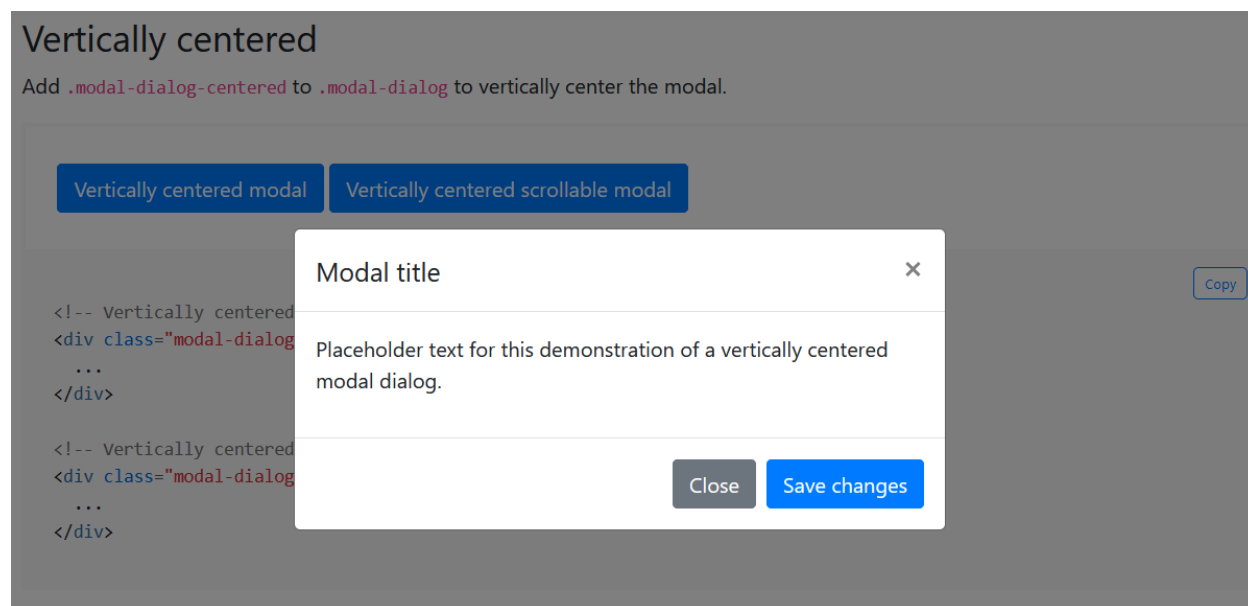 Vertically centered
Add .modal-dialog-centered to .modal-dialog to vertically center the modal.
Vertically centered modal
Vertically centered scrollable modal
Modal title
×
Copy
Placeholder text for this demonstration of a vertically centered
modal dialog.
Close
Save changes
<!-- Vertically centered
<div class="modal-dialog
...
</div>
<!-- Vertically centered
<div class="modal-dialog
...
</div>